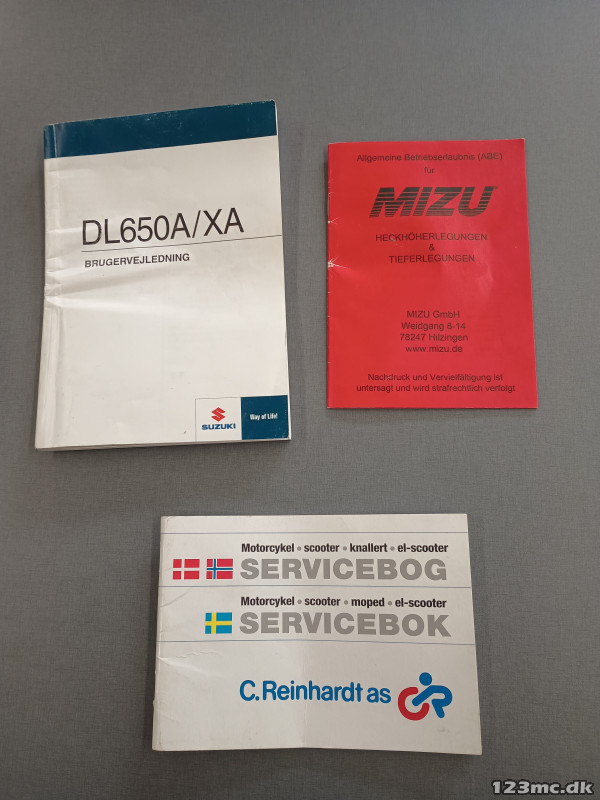 DL650A/XA
BRUGERVEJLEDNING
SUZUKI
Way of Life!
Allgemeine Betriebserlaubnis (ABE)
für
MIZU
HECKHÖHERLEGUNGEN
&
TIEFERLEGUNGEN
MIZU GmbH
Weidgang 8-14
78247 Hilzingen
www.mizu.de
Nachdruck und Vervielfältigung ist
untersagt und wird strafrechtlich verfolgt
Motorcykel • scooter • knallert • el-scooter
SERVICEBOG
Motorcykel • scooter • moped • el-scooter
SERVICEBOK
C.Reinhardt as
123mc.dk